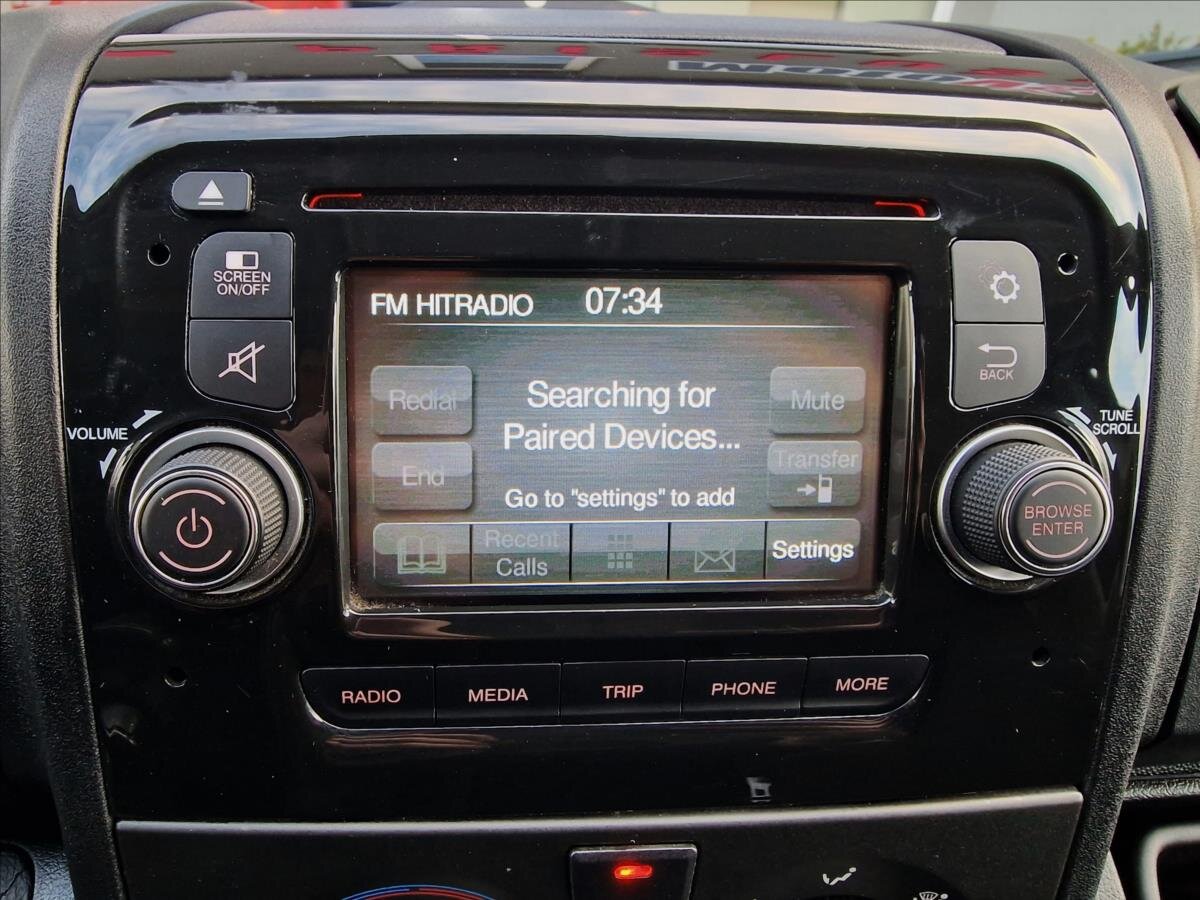 SCREEN
ON/OFF
VOLUME
FM HITRADIO 07:34
Redial
Searching for
Paired Devices...
Mute
End
Transfer
Go to "settings" to add
Recent
Calls
Settings
BACK
TUNE
SCROLL
BROWSE
ENTER
RADIO
MEDIA
TRIP
PHONE
MORE